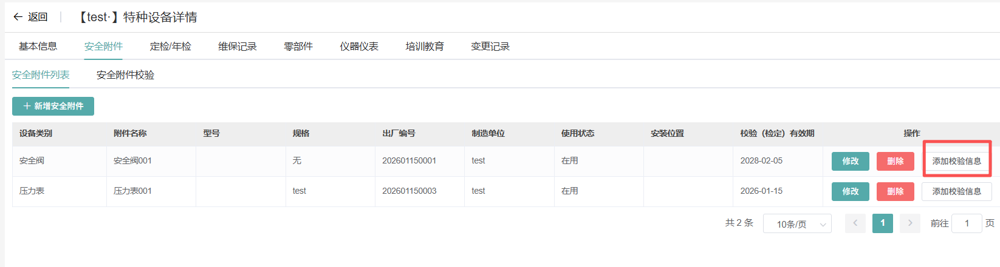 返回 【test·】特种设备详情
基本信息 安全附件 定检/年检 维保记录 零部件 仪器仪表 培训教育 变更记录
安全附件列表 安全附件校验
新增安全附件
设备类别 附件名称 型号 规格 出厂编号 制造单位 使用状态 安装位置 校验（检定）有效期 操作
安全阀 安全阀001 无 202601150001 test 在用 2028-02-05 修改 删除 添加校验信息
压力表 压力表001 test 202601150003 test 在用 2026-01-15 修改 删除 添加校验信息
共 2 条 10条/页 1 前往 1 页